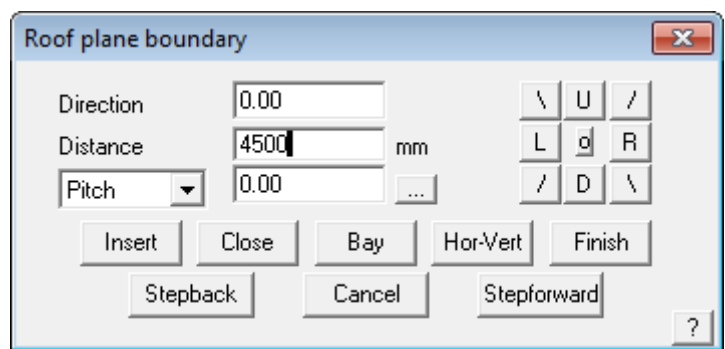 Roof plane boundary
Direction 0.00 \ U /
Distance 4500 mm L o R
Pitch 0.00 ... / D \
Insert Close Bay Hor-Vert Finish
Stepback Cancel Stepforward
?